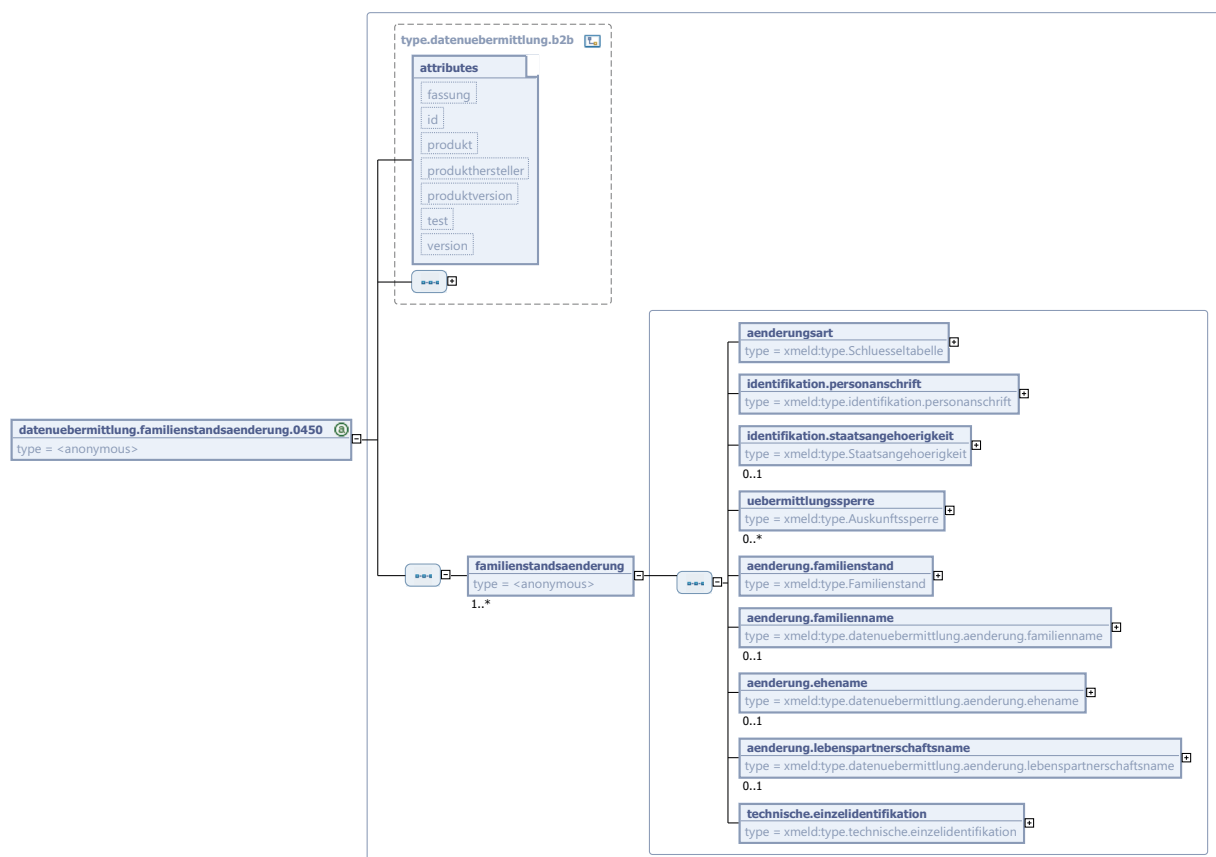 type.datenuebermittlung.b2b
attributes
fassung
id
produkt
produkthersteller
produktversion
test
version
datenuebermittlung.familienstandsaenderung.0450
type = <anonymous>
familienstandsaenderung
type = <anonymous>
1..*
aenderungsart
type = xmeld:type.Schluesseltabelle
identifikation.personanschrift
type = xmeld:type.identifikation.personanschrift
identifikation.staatsangehoerigkeit
type = xmeld:type.Staatsangehoerigkeit
0..1
uebermittlungssperre
type = xmeld:type.Auskunftssperre
0..*
aenderung.familienstand
type = xmeld:type.Familienstand
aenderung.familienname
type = xmeld:type.datenuebermittlung.aenderung.familienname
0..1
aenderung.ehename
type = xmeld:type.datenuebermittlung.aenderung.ehename
0..1
aenderung.lebenspartnerschaftsname
type = xmeld:type.datenuebermittlung.aenderung.lebenspartnerschaftsname
0..1
technische.einzelidentifikation
type = xmeld:type.technische.einzelidentifikation